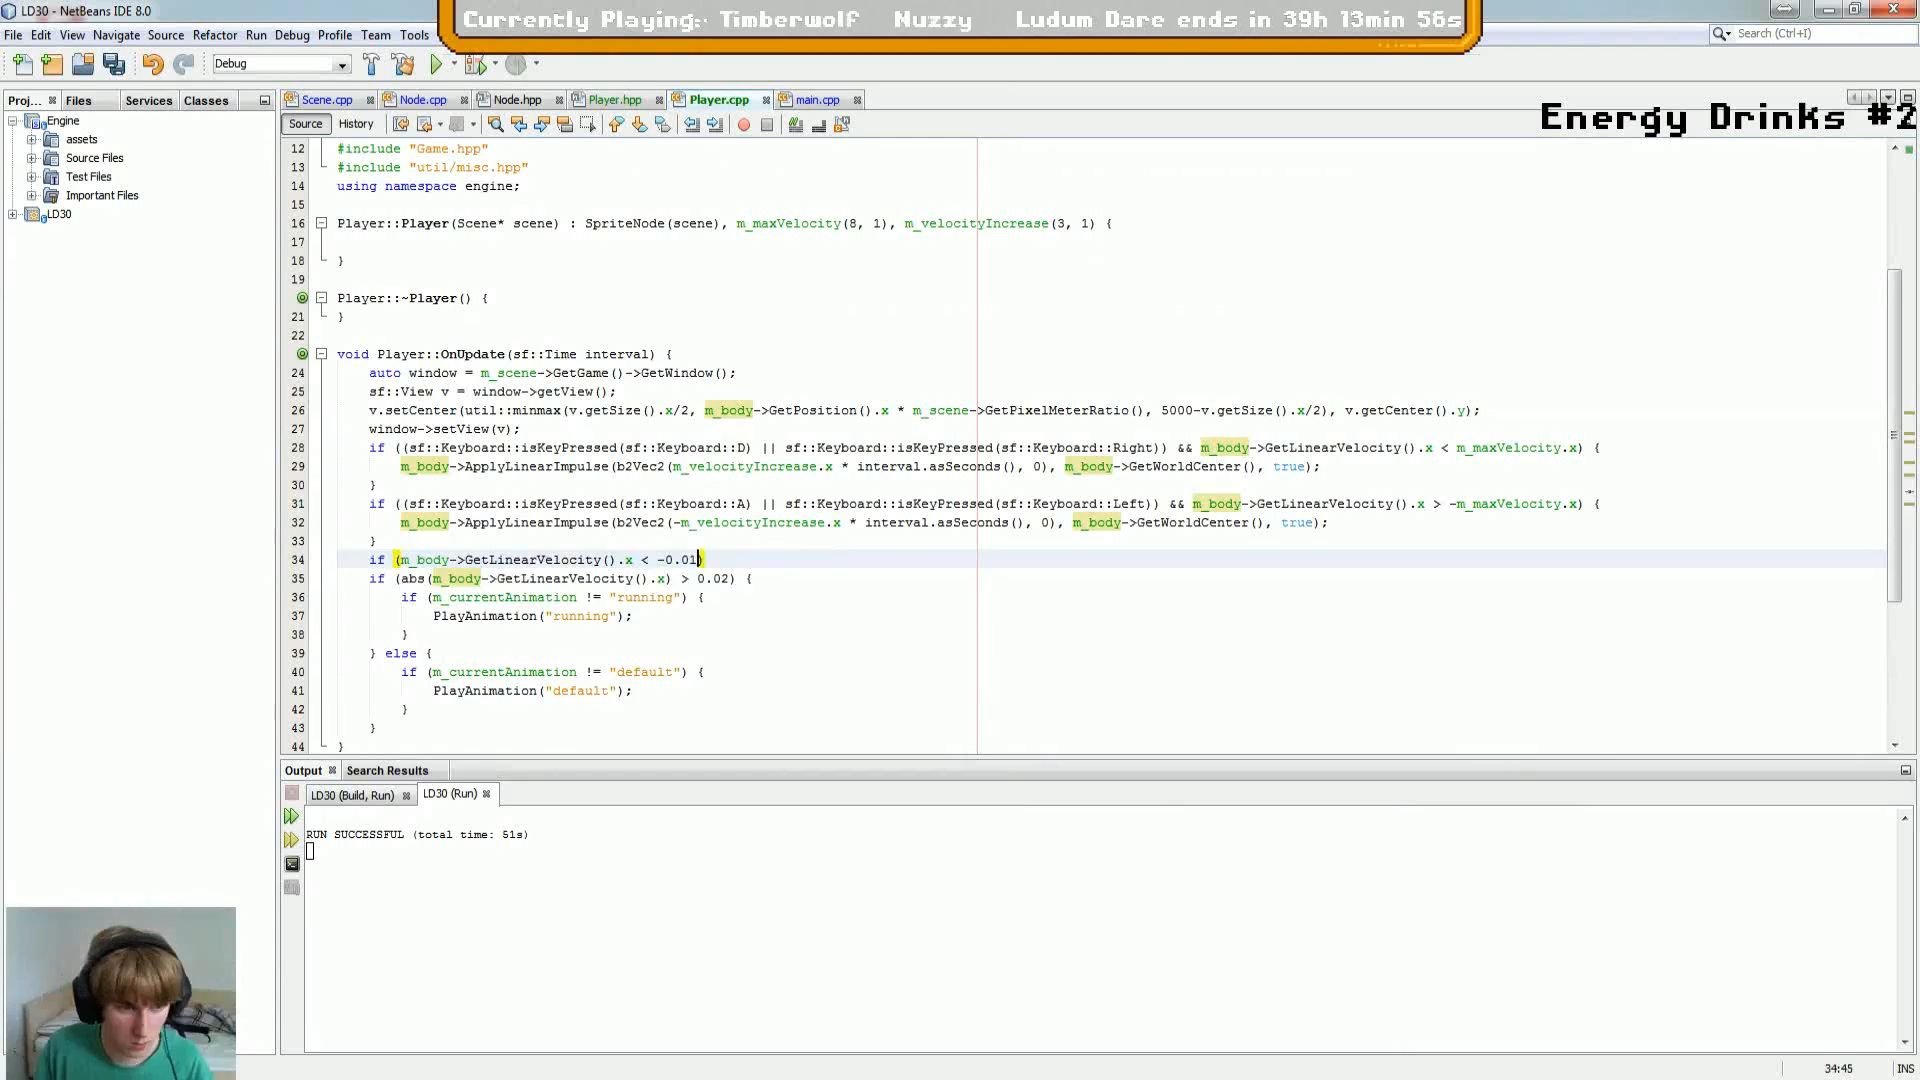 LD30 - NetBeans IDE 8.0
Currently Playing: Timberwolf Nuzzy Ludum Dare ends in 39h 13min 56s
File Edit View Navigate Source Refactor Run Debug Profile Team Tools
Search (Ctrl+I)
Debug
Proj... Files Services Classes
Scene.cpp Node.cpp Node.hpp Player.hpp Player.cpp main.cpp
Energy Drinks #2
Source History
Engine
assets
Source Files
Test Files
Important Files
LD30
12 #include "Game.hpp"
13 #include "util/misc.hpp"
14 using namespace engine;
15
16 Player::Player(Scene* scene) : SpriteNode(scene), m_maxVelocity(8, 1), m_velocityIncrease(3, 1) {
17
18 }
19
Player::~Player() {
21 }
22
void Player::OnUpdate(sf::Time interval) {
24 auto window = m_scene->GetGame()->GetWindow();
25 sf::View v = window->getView();
26 v.setCenter(util::minmax(v.getSize().x/2, m_body->GetPosition().x * m_scene->GetPixelMeterRatio(), 5000-v.getSize().x/2), v.getCenter().y);
27 window->setView(v);
28 if ((sf::Keyboard::isKeyPressed(sf::Keyboard::D) || sf::Keyboard::isKeyPressed(sf::Keyboard::Right)) && m_body->GetLinearVelocity().x < m_maxVelocity.x) {
29 m_body->ApplyLinearImpulse(b2Vec2(m_velocityIncrease.x * interval.asSeconds(), 0), m_body->GetWorldCenter(), true);
30 }
31 if ((sf::Keyboard::isKeyPressed(sf::Keyboard::A) || sf::Keyboard::isKeyPressed(sf::Keyboard::Left)) && m_body->GetLinearVelocity().x > -m_maxVelocity.x) {
32 m_body->ApplyLinearImpulse(b2Vec2(-m_velocityIncrease.x * interval.asSeconds(), 0), m_body->GetWorldCenter(), true);
33 }
34 if (m_body->GetLinearVelocity().x < -0.01)
35 if (abs(m_body->GetLinearVelocity().x) > 0.02) {
36 if (m_currentAnimation != "running") {
37 PlayAnimation("running");
38 }
39 } else {
40 if (m_currentAnimation != "default") {
41 PlayAnimation("default");
42 }
43 }
44 }
Output Search Results
LD30 (Build, Run) LD30 (Run)
RUN SUCCESSFUL (total time: 51s)
34:45 INS